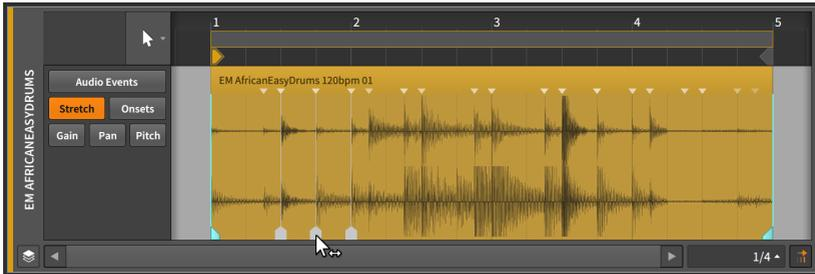 1 2 3 4 5
EM AFRICANEASYDRUMS
Audio Events
Stretch Onsets
Gain Pan Pitch
EM AfricanEasyDrums 120bpm 01
1/4